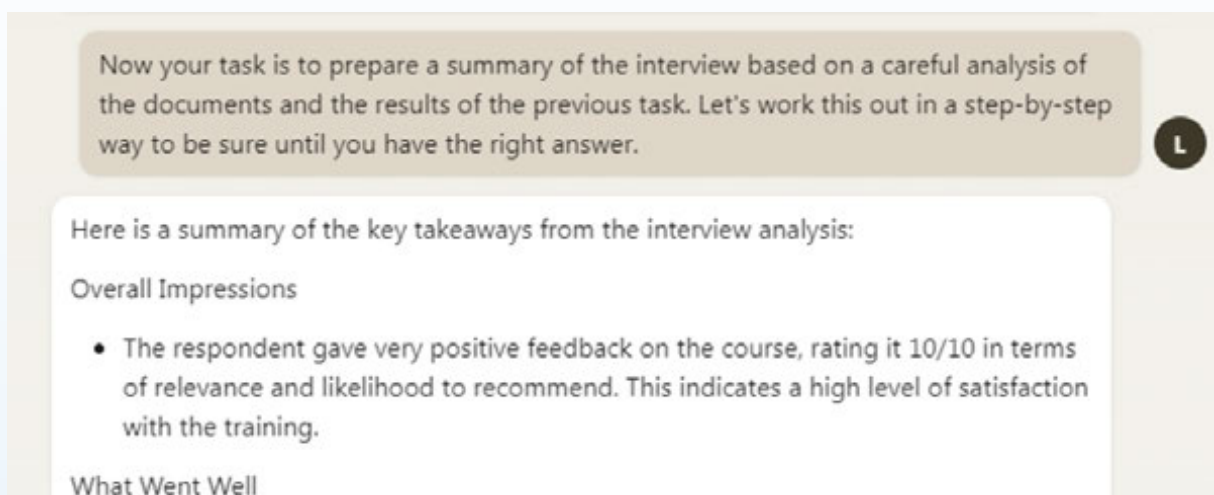 Now your task is to prepare a summary of the interview based on a careful analysis of
the documents and the results of the previous task. Let's work this out in a step-by-step
way to be sure until you have the right answer.
L
Here is a summary of the key takeaways from the interview analysis:
Overall Impressions
• The respondent gave very positive feedback on the course, rating it 10/10 in terms
of relevance and likelihood to recommend. This indicates a high level of satisfaction
with the training.
What Went Well